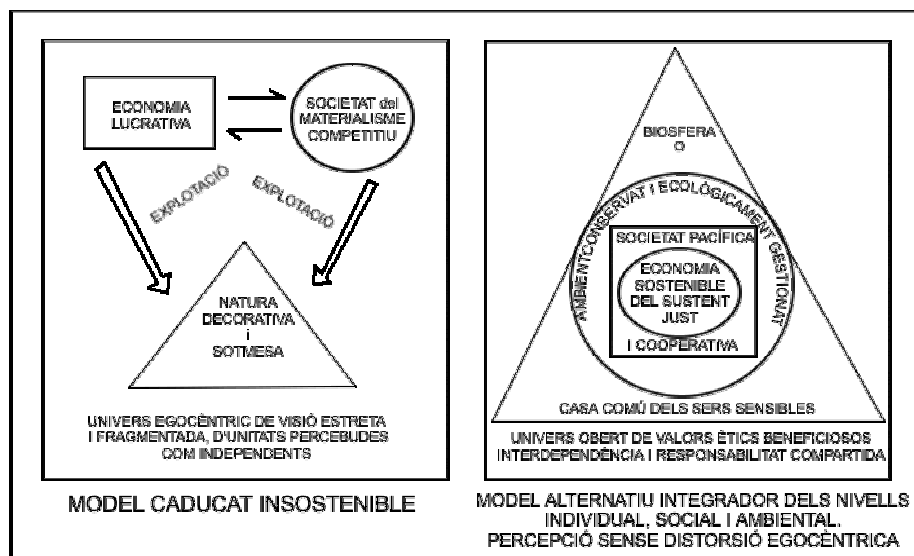 ECONOMIA
LUCRATIVA
SOCIETAT del
MATERIALISME
COMPETITIU
EXPLOTACIÓ
EXPLOTACIÓ
NATURA
DECORATIVA
i
SOTMESA
UNIVERS EGOCÈNTRIC DE VISIÓ ESTRETA
I FRAGMENTADA, D'UNITATS PERCEBUDES
COM INDEPENDENTS
MODEL CADUCAT INSOSTENIBLE
BIOSFERA
O
AMBIENTCONSERVAT I ECOLÒGICAMENT GESTIONAT
SOCIETAT PACÍFICA
ECONOMIA
SOSTENIBLE
DEL SUSTENT
JUST
I COOPERATIVA
CASA COMÚ DELS SERS SENSIBLES
UNIVERS OBERT DE VALORS ÈTICS BENEFICIOSOS
INTERDEPENDÈNCIA I RESPONSABILITAT COMPARTIDA
MODEL ALTERNATIU INTEGRADOR DELS NIVELLS
INDIVIDUAL, SOCIAL I AMBIENTAL.
PERCEPCIÓ SENSE DISTORSIÓ EGOCÈNTRICA